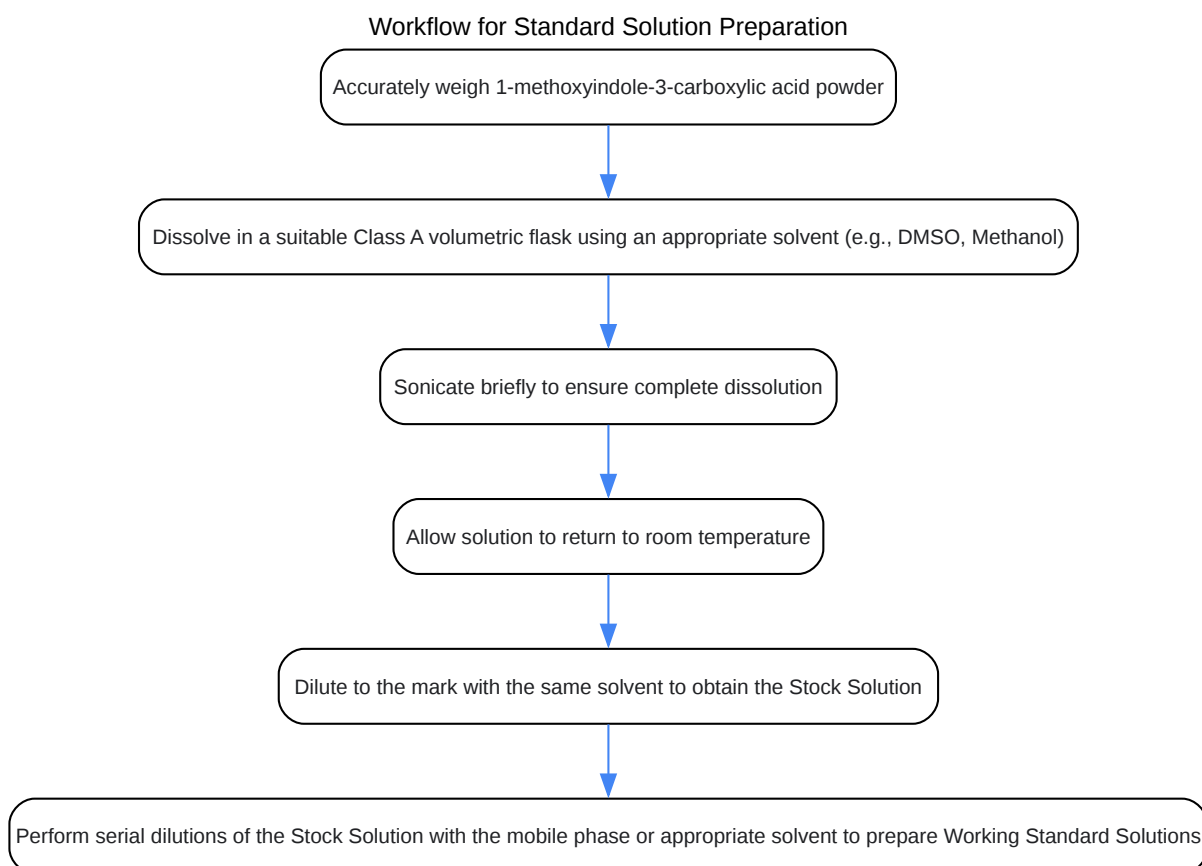 Workflow for Standard Solution Preparation
Accurately weigh 1-methoxyindole-3-carboxylic acid powder
Dissolve in a suitable Class A volumetric flask using an appropriate solvent (e.g., DMSO, Methanol)
Sonicate briefly to ensure complete dissolution
Allow solution to return to room temperature
Dilute to the mark with the same solvent to obtain the Stock Solution
Perform serial dilutions of the Stock Solution with the mobile phase or appropriate solvent to prepare Working Standard Solutions